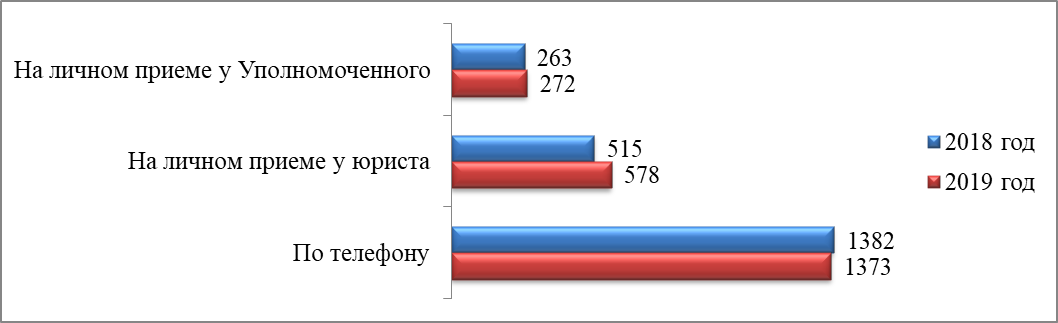 На личном приеме у Уполномоченного
263
272
На личном приеме у юриста
515
578
По телефону
1382
1373
2018 год
2019 год